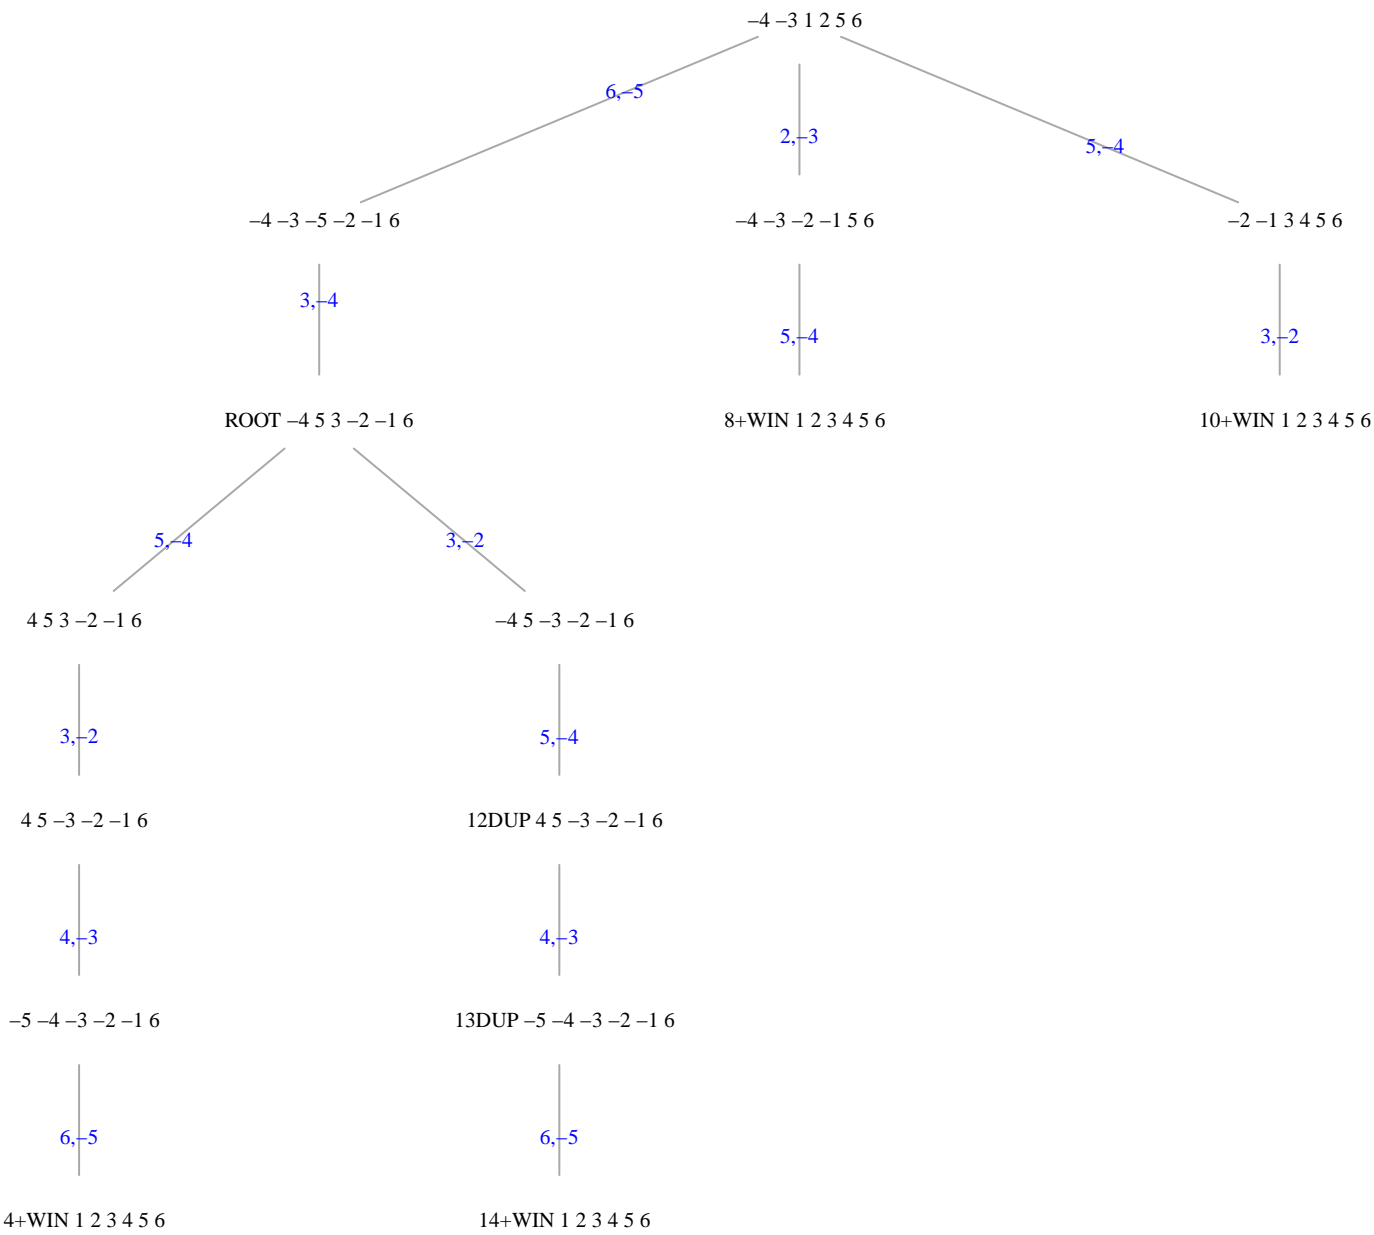 –4 –3 1 2 5 6
6,–5
2,–3
5,–4
–4 –3 –5 –2 –1 6
–4 –3 –2 –1 5 6
–2 –1 3 4 5 6
3,–4
5,–4
3,–2
ROOT –4 5 3 –2 –1 6
8+WIN 1 2 3 4 5 6
10+WIN 1 2 3 4 5 6
5,–4
3,–2
4 5 3 –2 –1 6
–4 5 –3 –2 –1 6
3,–2
5,–4
4 5 –3 –2 –1 6
12DUP 4 5 –3 –2 –1 6
4,–3
4,–3
–5 –4 –3 –2 –1 6
13DUP –5 –4 –3 –2 –1 6
6,–5
6,–5
4+WIN 1 2 3 4 5 6
14+WIN 1 2 3 4 5 6